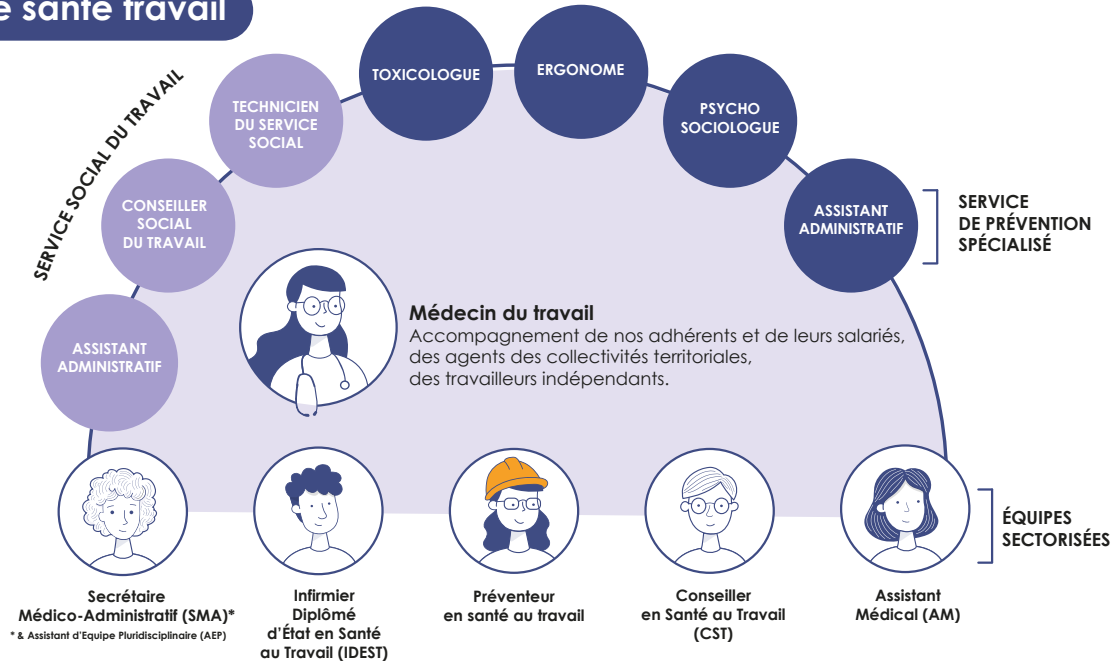 e santé travail
SERVICE SOCIAL DU TRAVAIL
TECHNICIEN
DU SERVICE
SOCIAL
TOXICOLOGUE
ERGONOME
PSYCHO
SOCIOLOGUE
CONSEILLER
SOCIAL
DU TRAVAIL
ASSISTANT
ADMINISTRATIF
SERVICE
DE PRÉVENTION
SPÉCIALISÉ
ASSISTANT
ADMINISTRATIF
Médecin du travail
Accompagnement de nos adhérents et de leurs salariés,
des agents des collectivités territoriales,
des travailleurs indépendants.
ÉQUIPES
SECTORISÉES
Secrétaire
Médico-Administratif (SMA)*
* & Assistant d'Equipe Pluridisciplinaire (AEP)
Infirmier
Diplômé
d'État en Santé
au Travail (IDEST)
Préventeur
en santé au travail
Conseiller
en Santé au Travail
(CST)
Assistant
Médical (AM)